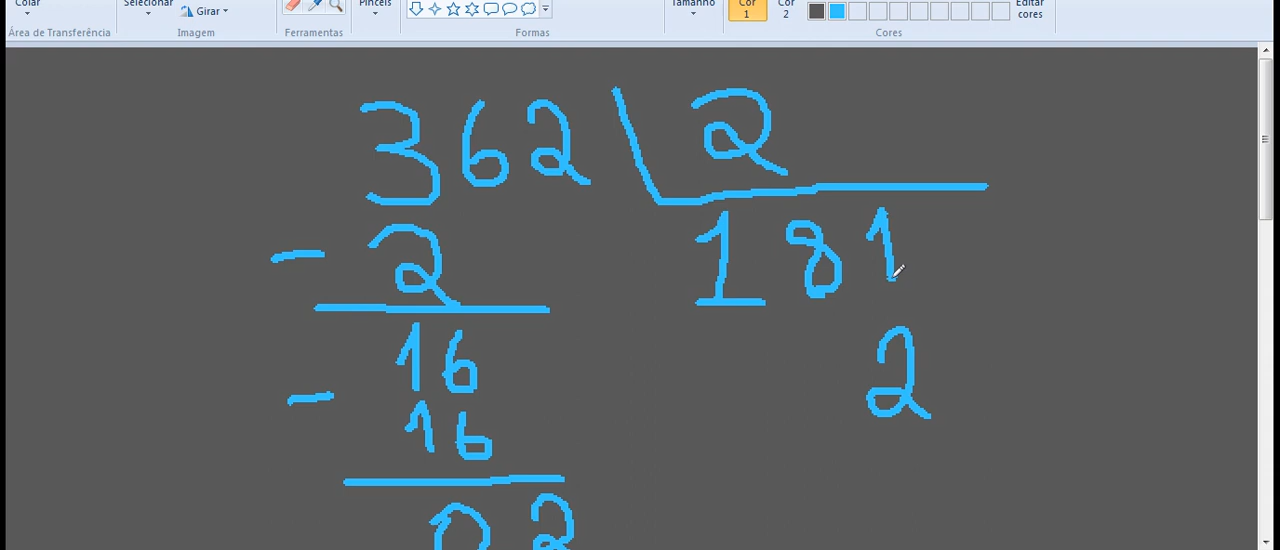 Colar Selecionar Girar Pincéis Tamanho Cor 1 Cor 2 Editar cores
Área de Transferência Imagem Ferramentas Formas Cores
362 2
- 2 181
16 2
- 16
02